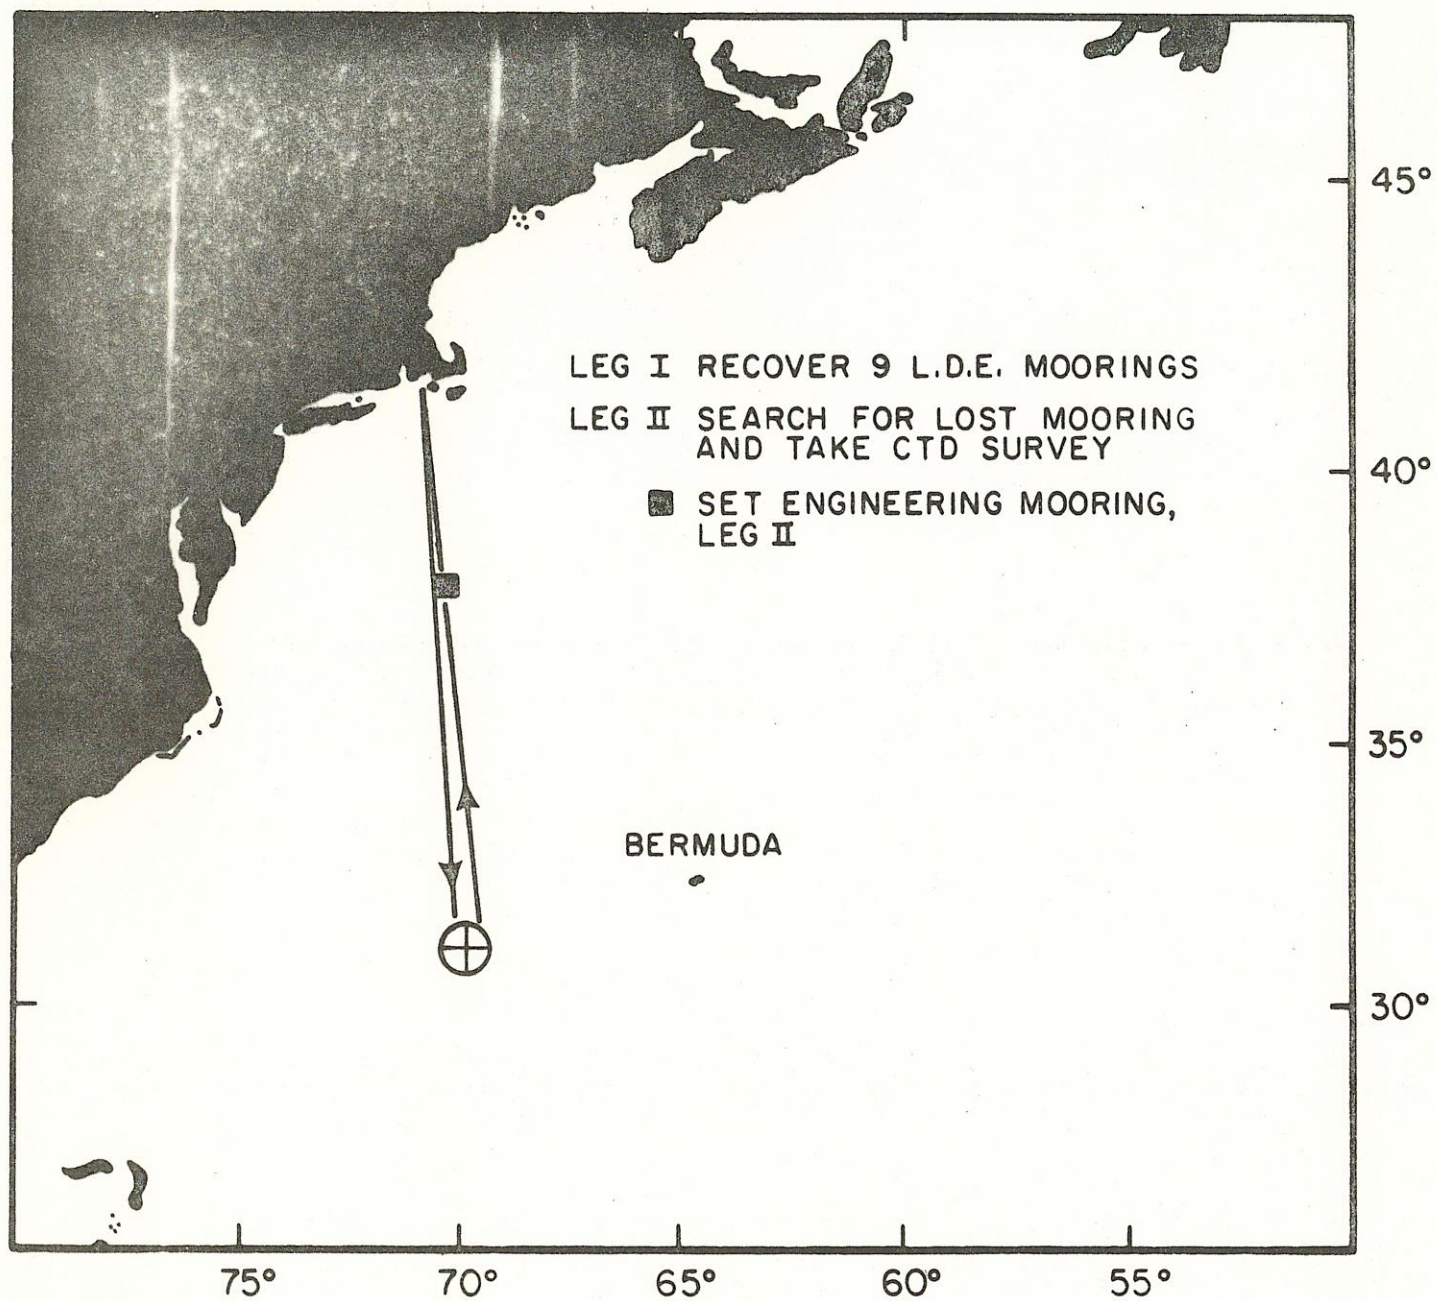 45°
LEG I RECOVER 9 L.D.E. MOORINGS
LEG II SEARCH FOR LOST MOORING
AND TAKE CTD SURVEY
40°
SET ENGINEERING MOORING,
LEG II
35°
BERMUDA
30°
75° 70° 65° 60° 55°